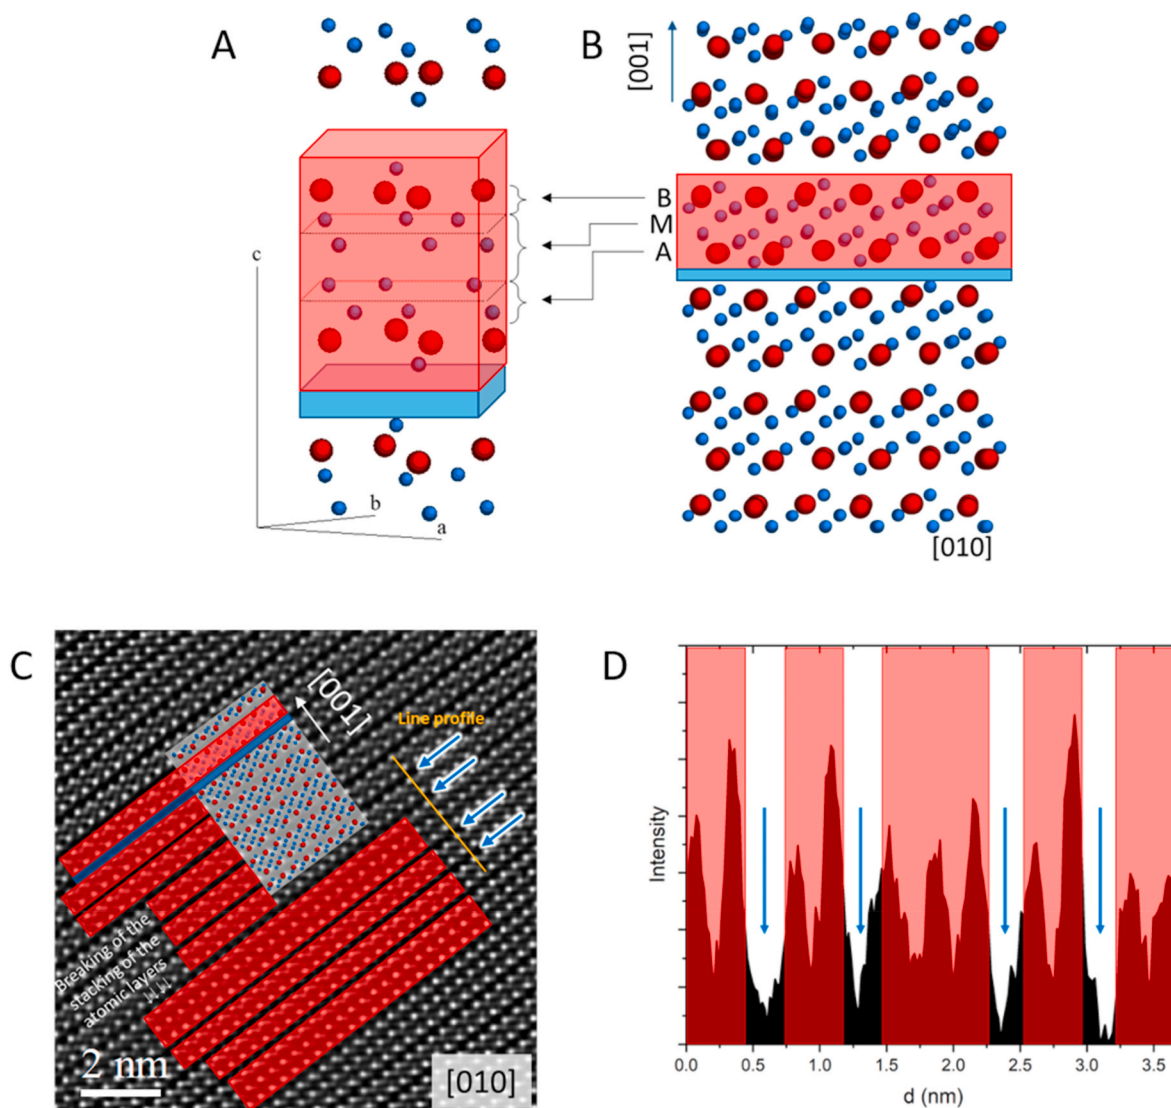 A
B
[001]
B
M
A
c
b
a
[010]
C
D
[001]
Line profile
Breaking of the
stacking of the
atomic layers
2 nm
[010]
Intensity
0.0 0.5 1.0 1.5 2.0 2.5 3.0 3.5
d (nm)